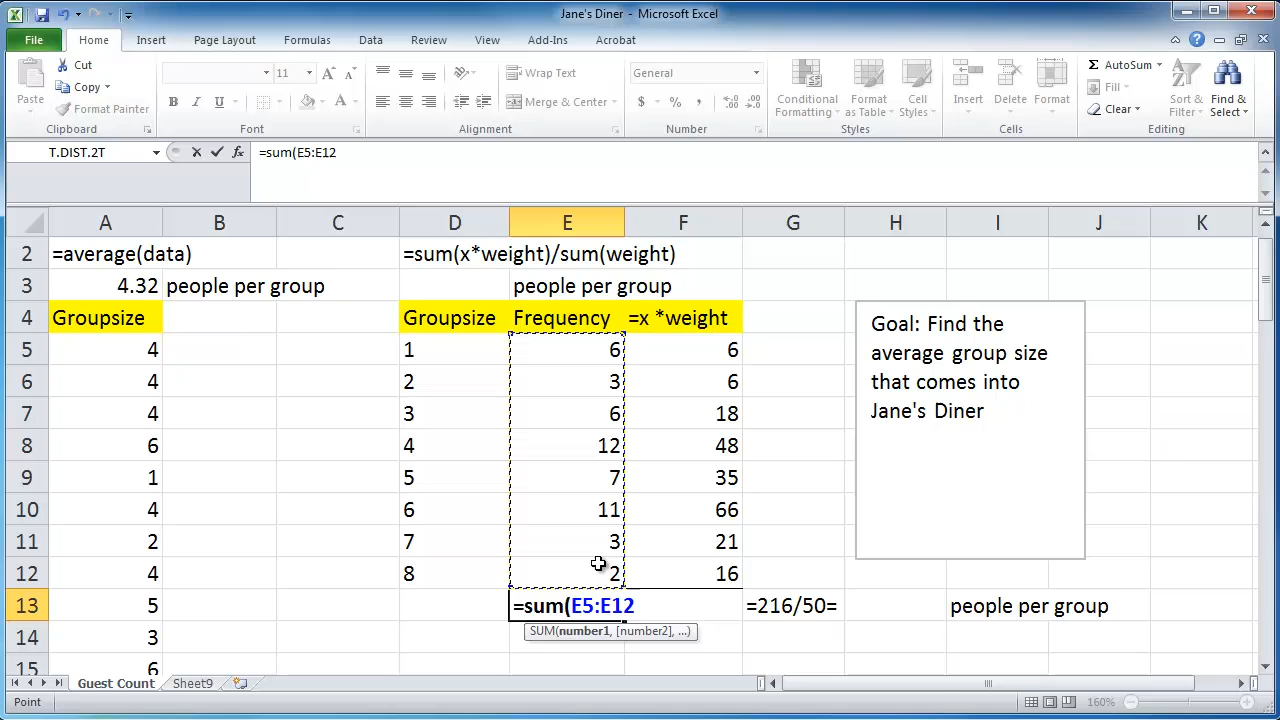 Jane's Diner - Microsoft Excel
File Home Insert Page Layout Formulas Data Review View Add-Ins Acrobat
Paste
Cut
Copy
Format Painter
Clipboard
11
A A
B I U
A
Font
Wrap Text
Merge & Center
Alignment
General
$ % , .00 .0
Number
Conditional Formatting
Format as Table
Cell Styles
Styles
Insert Delete Format
Cells
Σ AutoSum
Fill
Clear
Sort & Filter
Find & Select
Editing
T.DIST.2T fx =sum(E5:E12
A B C D E F G H I J K
2 =average(data) =sum(x*weight)/sum(weight)
3 4.32 people per group people per group
4 Groupsize Groupsize Frequency =x *weight
5 4 1 6 6
6 4 2 3 6
7 4 3 6 18
8 6 4 12 48
9 1 5 7 35
10 4 6 11 66
11 2 7 3 21
12 4 8 2 16
13 5 =sum(E5:E12 =216/50= people per group
SUM(number1, [number2], ...)
14 3
15 6
Goal: Find the
average group size
that comes into
Jane's Diner
Guest Count Sheet9
Point 160%